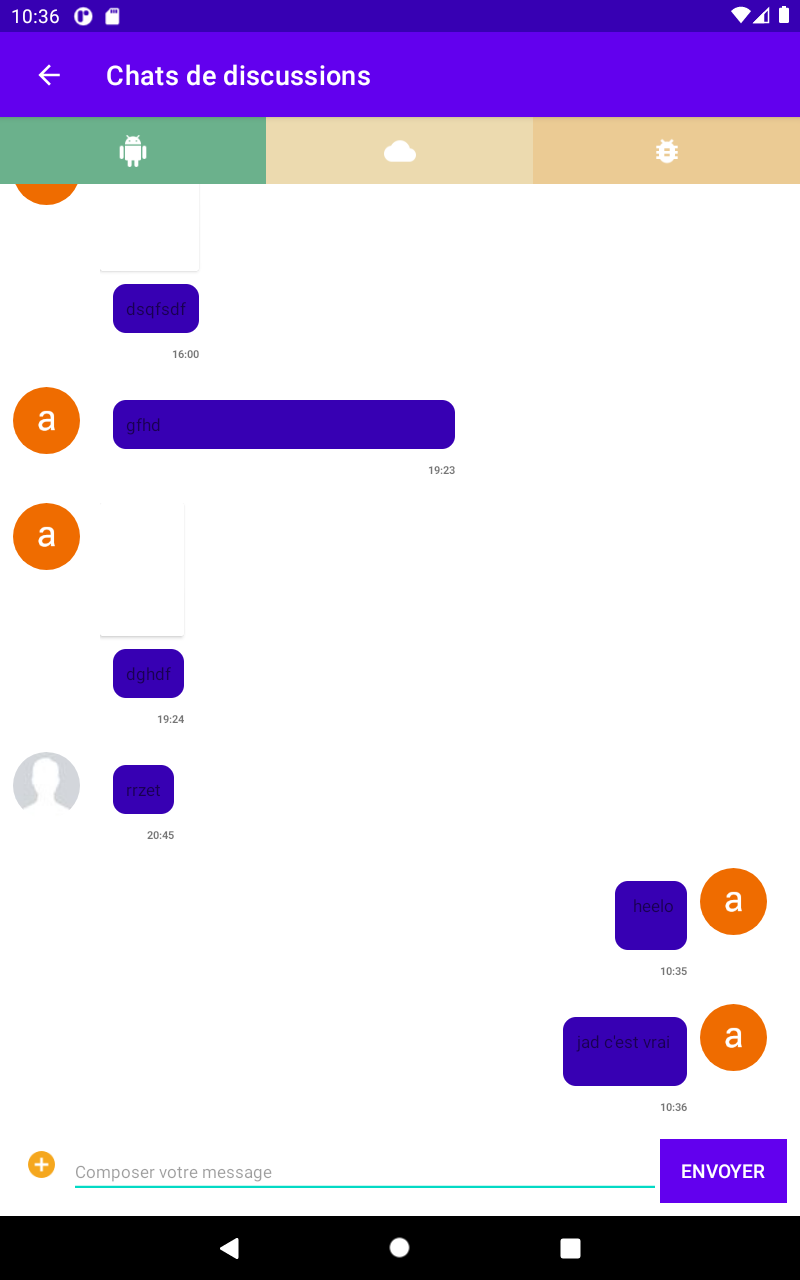 10:36
Chats de discussions
dsqfsdf
16:00
a
gfhd
19:23
a
dghdf
19:24
rrzet
20:45
heelo
a
10:35
jad c'est vrai
a
10:36
Composer votre message
ENVOYER